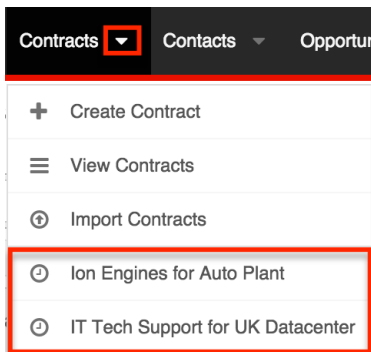 Contracts Contacts Opportun
Create Contract
View Contracts
Import Contracts
Ion Engines for Auto Plant
IT Tech Support for UK Datacenter